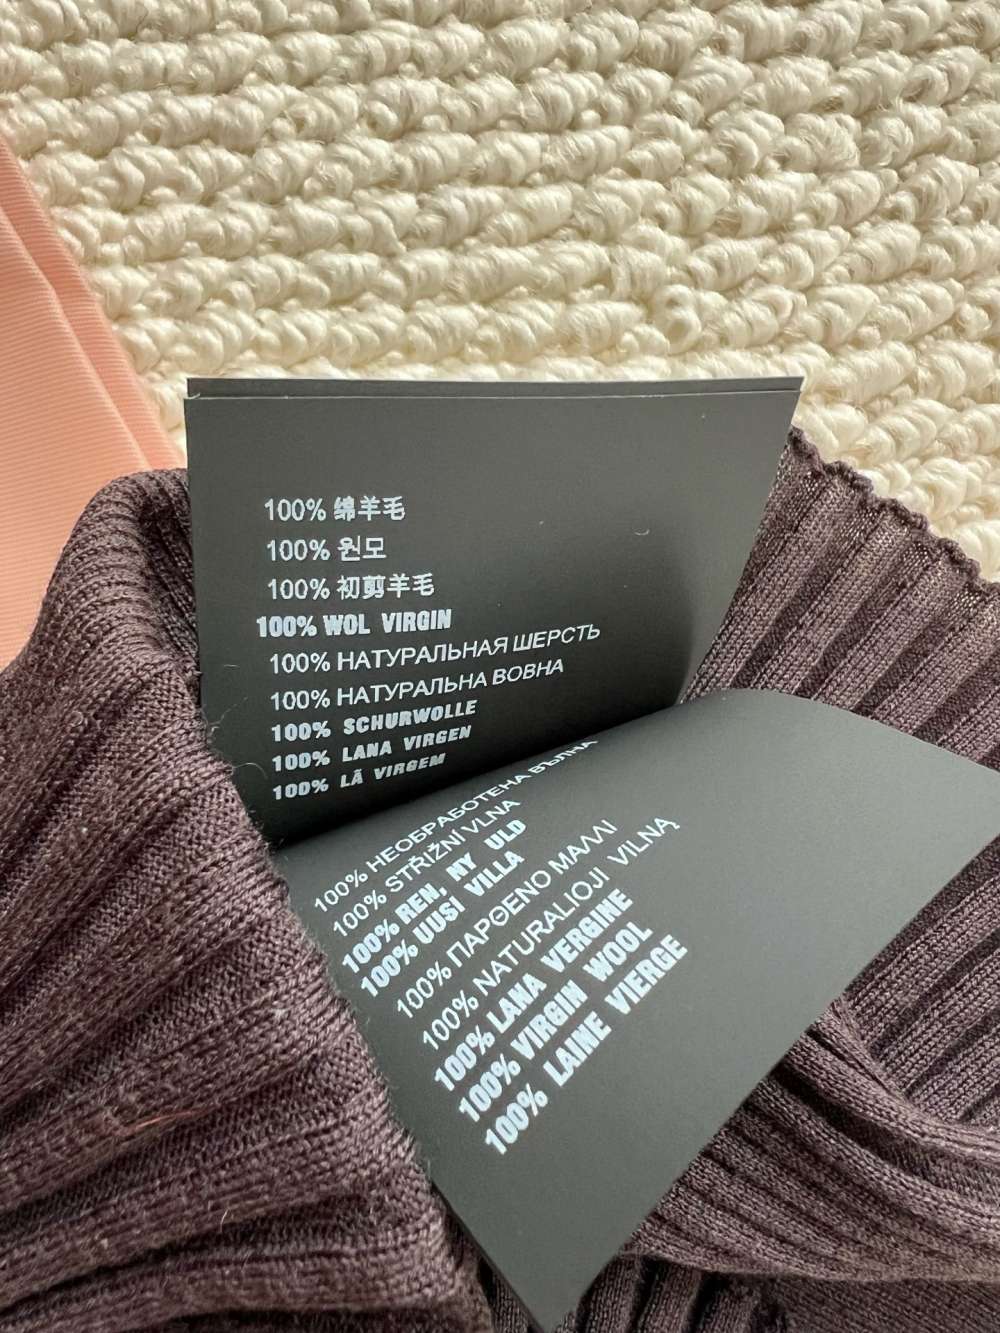 100% 绵羊毛
100% 원모
100% 初剪羊毛
100% WOL VIRGIN
100% НАТУРАЛЬНАЯ ШЕРСТЬ
100% НАТУРАЛЬНА ВОВНА
100% SCHURWOLLE
100% LANA VIRGEN
100% LÃ VIRGEM
100% НЕОБРАБОТЕНА ВЪЛНА
100% STŘIŽNÍ VLNA
100% REN, NY ULD
100% UUSI VILLA
100% ΠΑΡΘΕΝΟ ΜΑΛΛΙ
100% NATURALIOJI VILNĄ
100% LANA VERGINE
100% VIRGIN WOOL
100% LAINE VIERGE